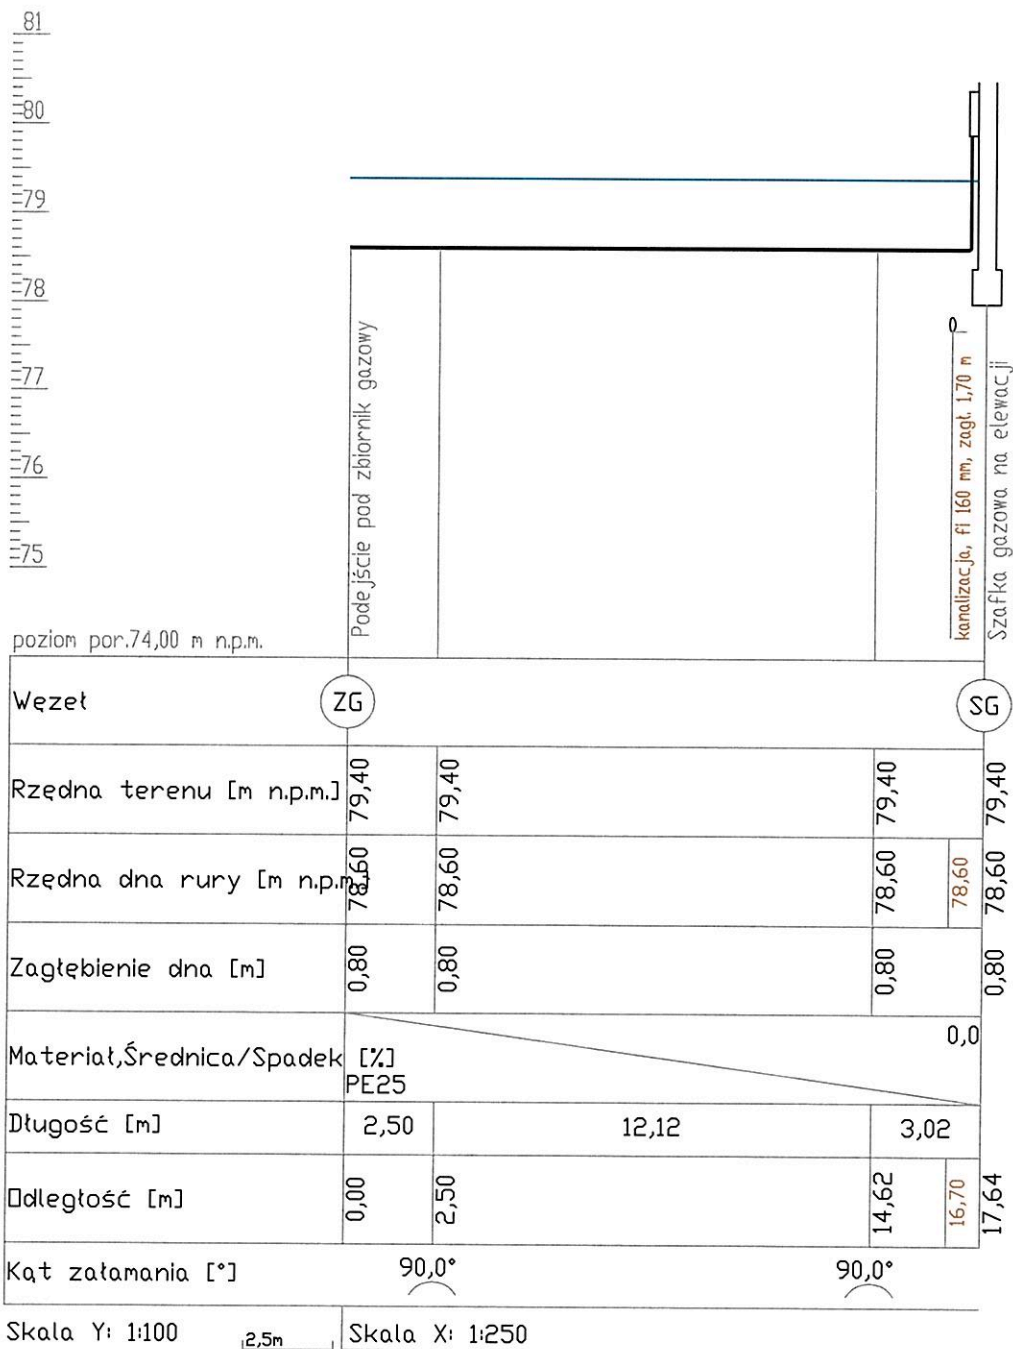 81
80
79
78
77
76
75
poziom por.74,00 m n.p.m.
Podejście pod zbiornik gazowy
kanalizacja, fi 160 mm, zagł. 1,70 m
Szafka gazowa na elewacji
Węzeł ZG SG
Rzędna terenu [m n.p.m.] 79,40 79,40 79,40 79,40
Rzędna dna rury [m n.p.m.] 78,60 78,60 78,60 78,60 78,60
Zagłębienie dna [m] 0,80 0,80 0,80 0,80
Materiał,Średnica/Spadek [%] 0,0
PE25
Długość [m] 2,50 12,12 3,02
Odległość [m] 0,00 2,50 14,62 16,70 17,64
Kąt załamania [°] 90,0° 90,0°
Skala Y: 1:100 2,5m Skala X: 1:250